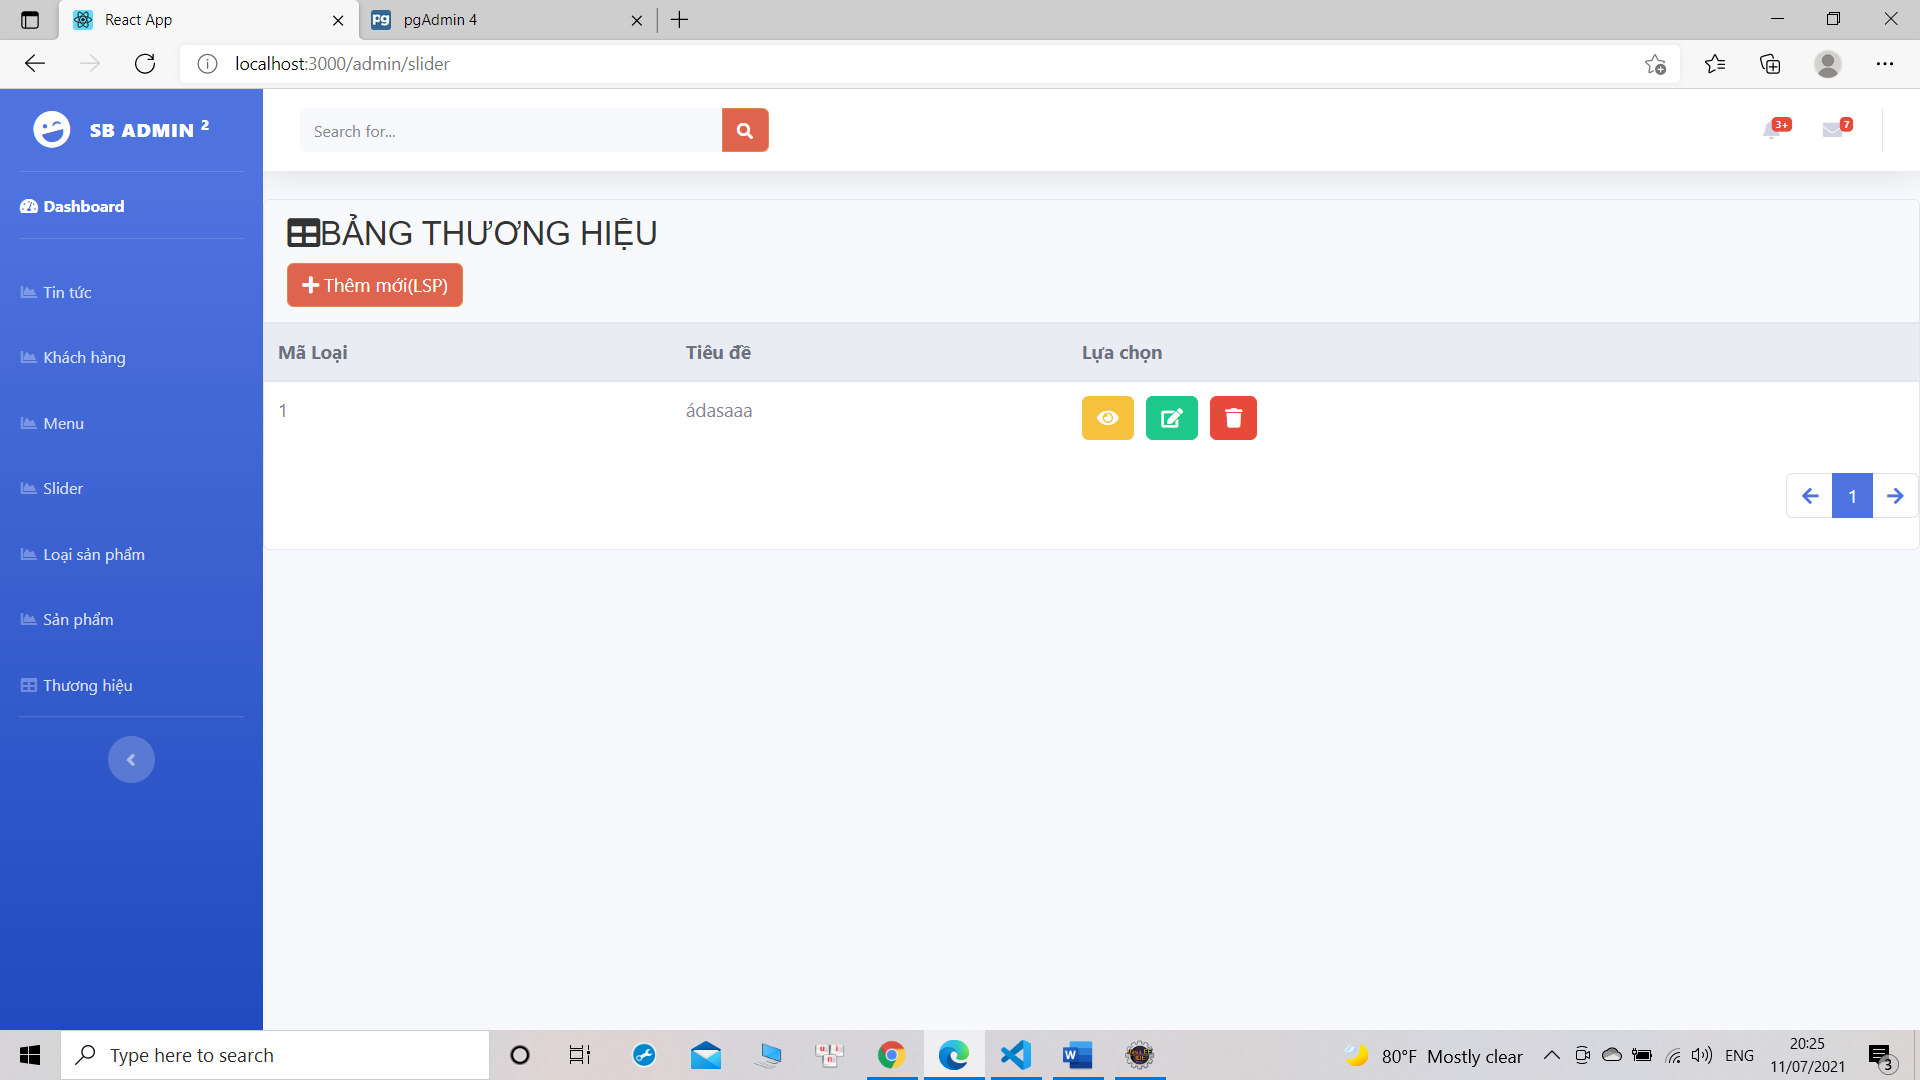 React App
pgAdmin 4
localhost:3000/admin/slider
SB ADMIN 2
Search for...
3+
7
Dashboard
Tin tức
Khách hàng
Menu
Slider
Loại sản phẩm
Sản phẩm
Thương hiệu
BẢNG THƯƠNG HIỆU
Thêm mới(LSP)
Mã Loại Tiêu đề Lựa chọn
1 ádasaaa
1
Type here to search
80°F Mostly clear
ENG
20:25
11/07/2021
3